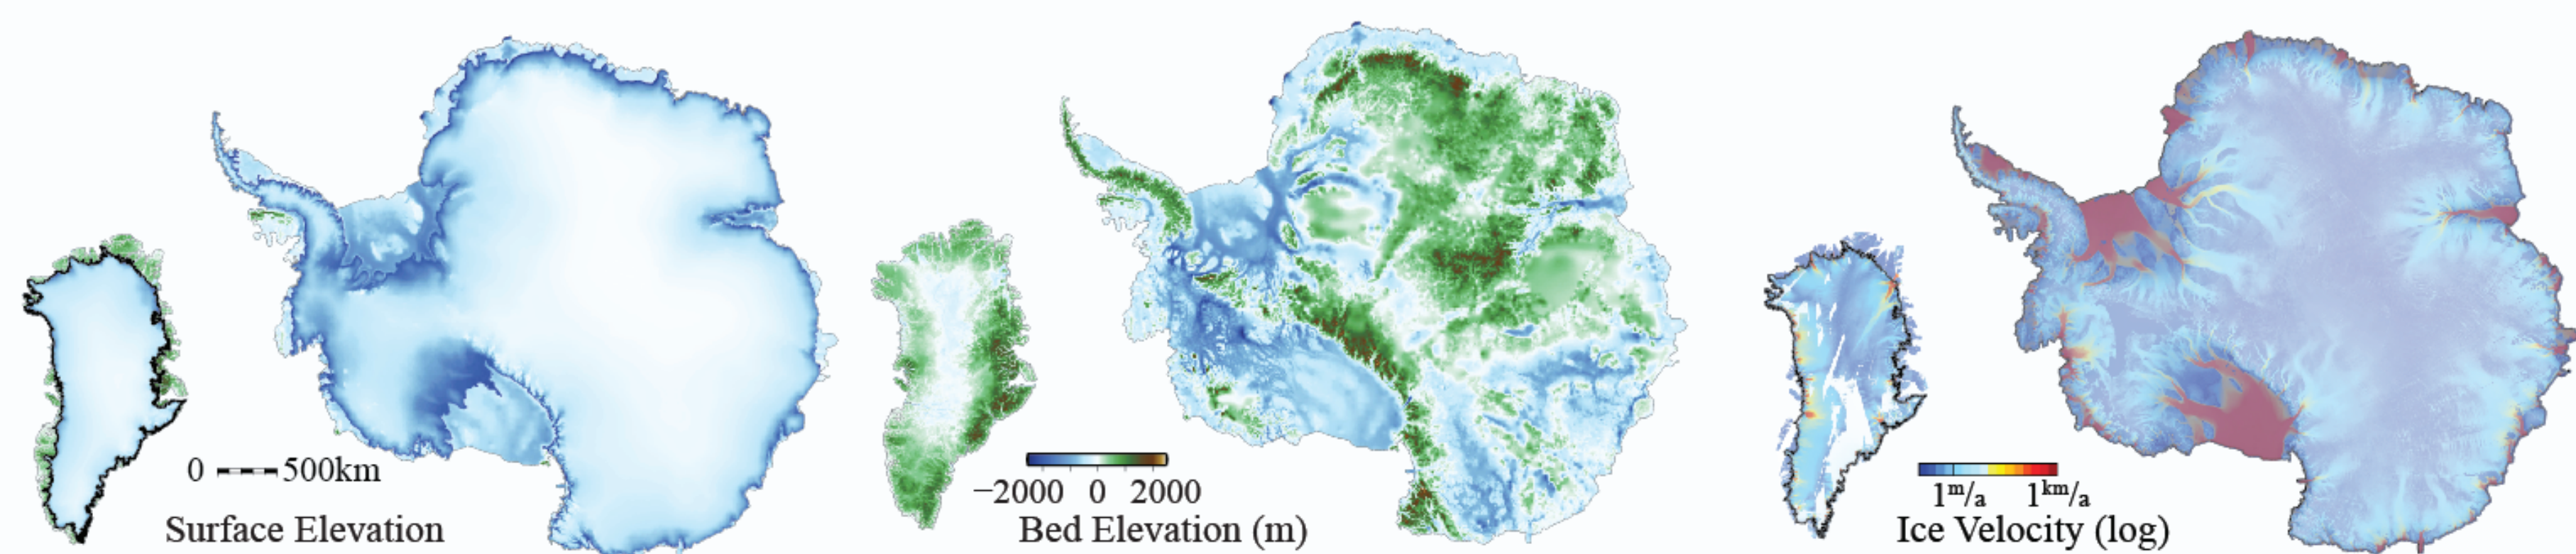 0 500km
Surface Elevation
−2000 0 2000
Bed Elevation (m)
1m/a 1km/a
Ice Velocity (log)